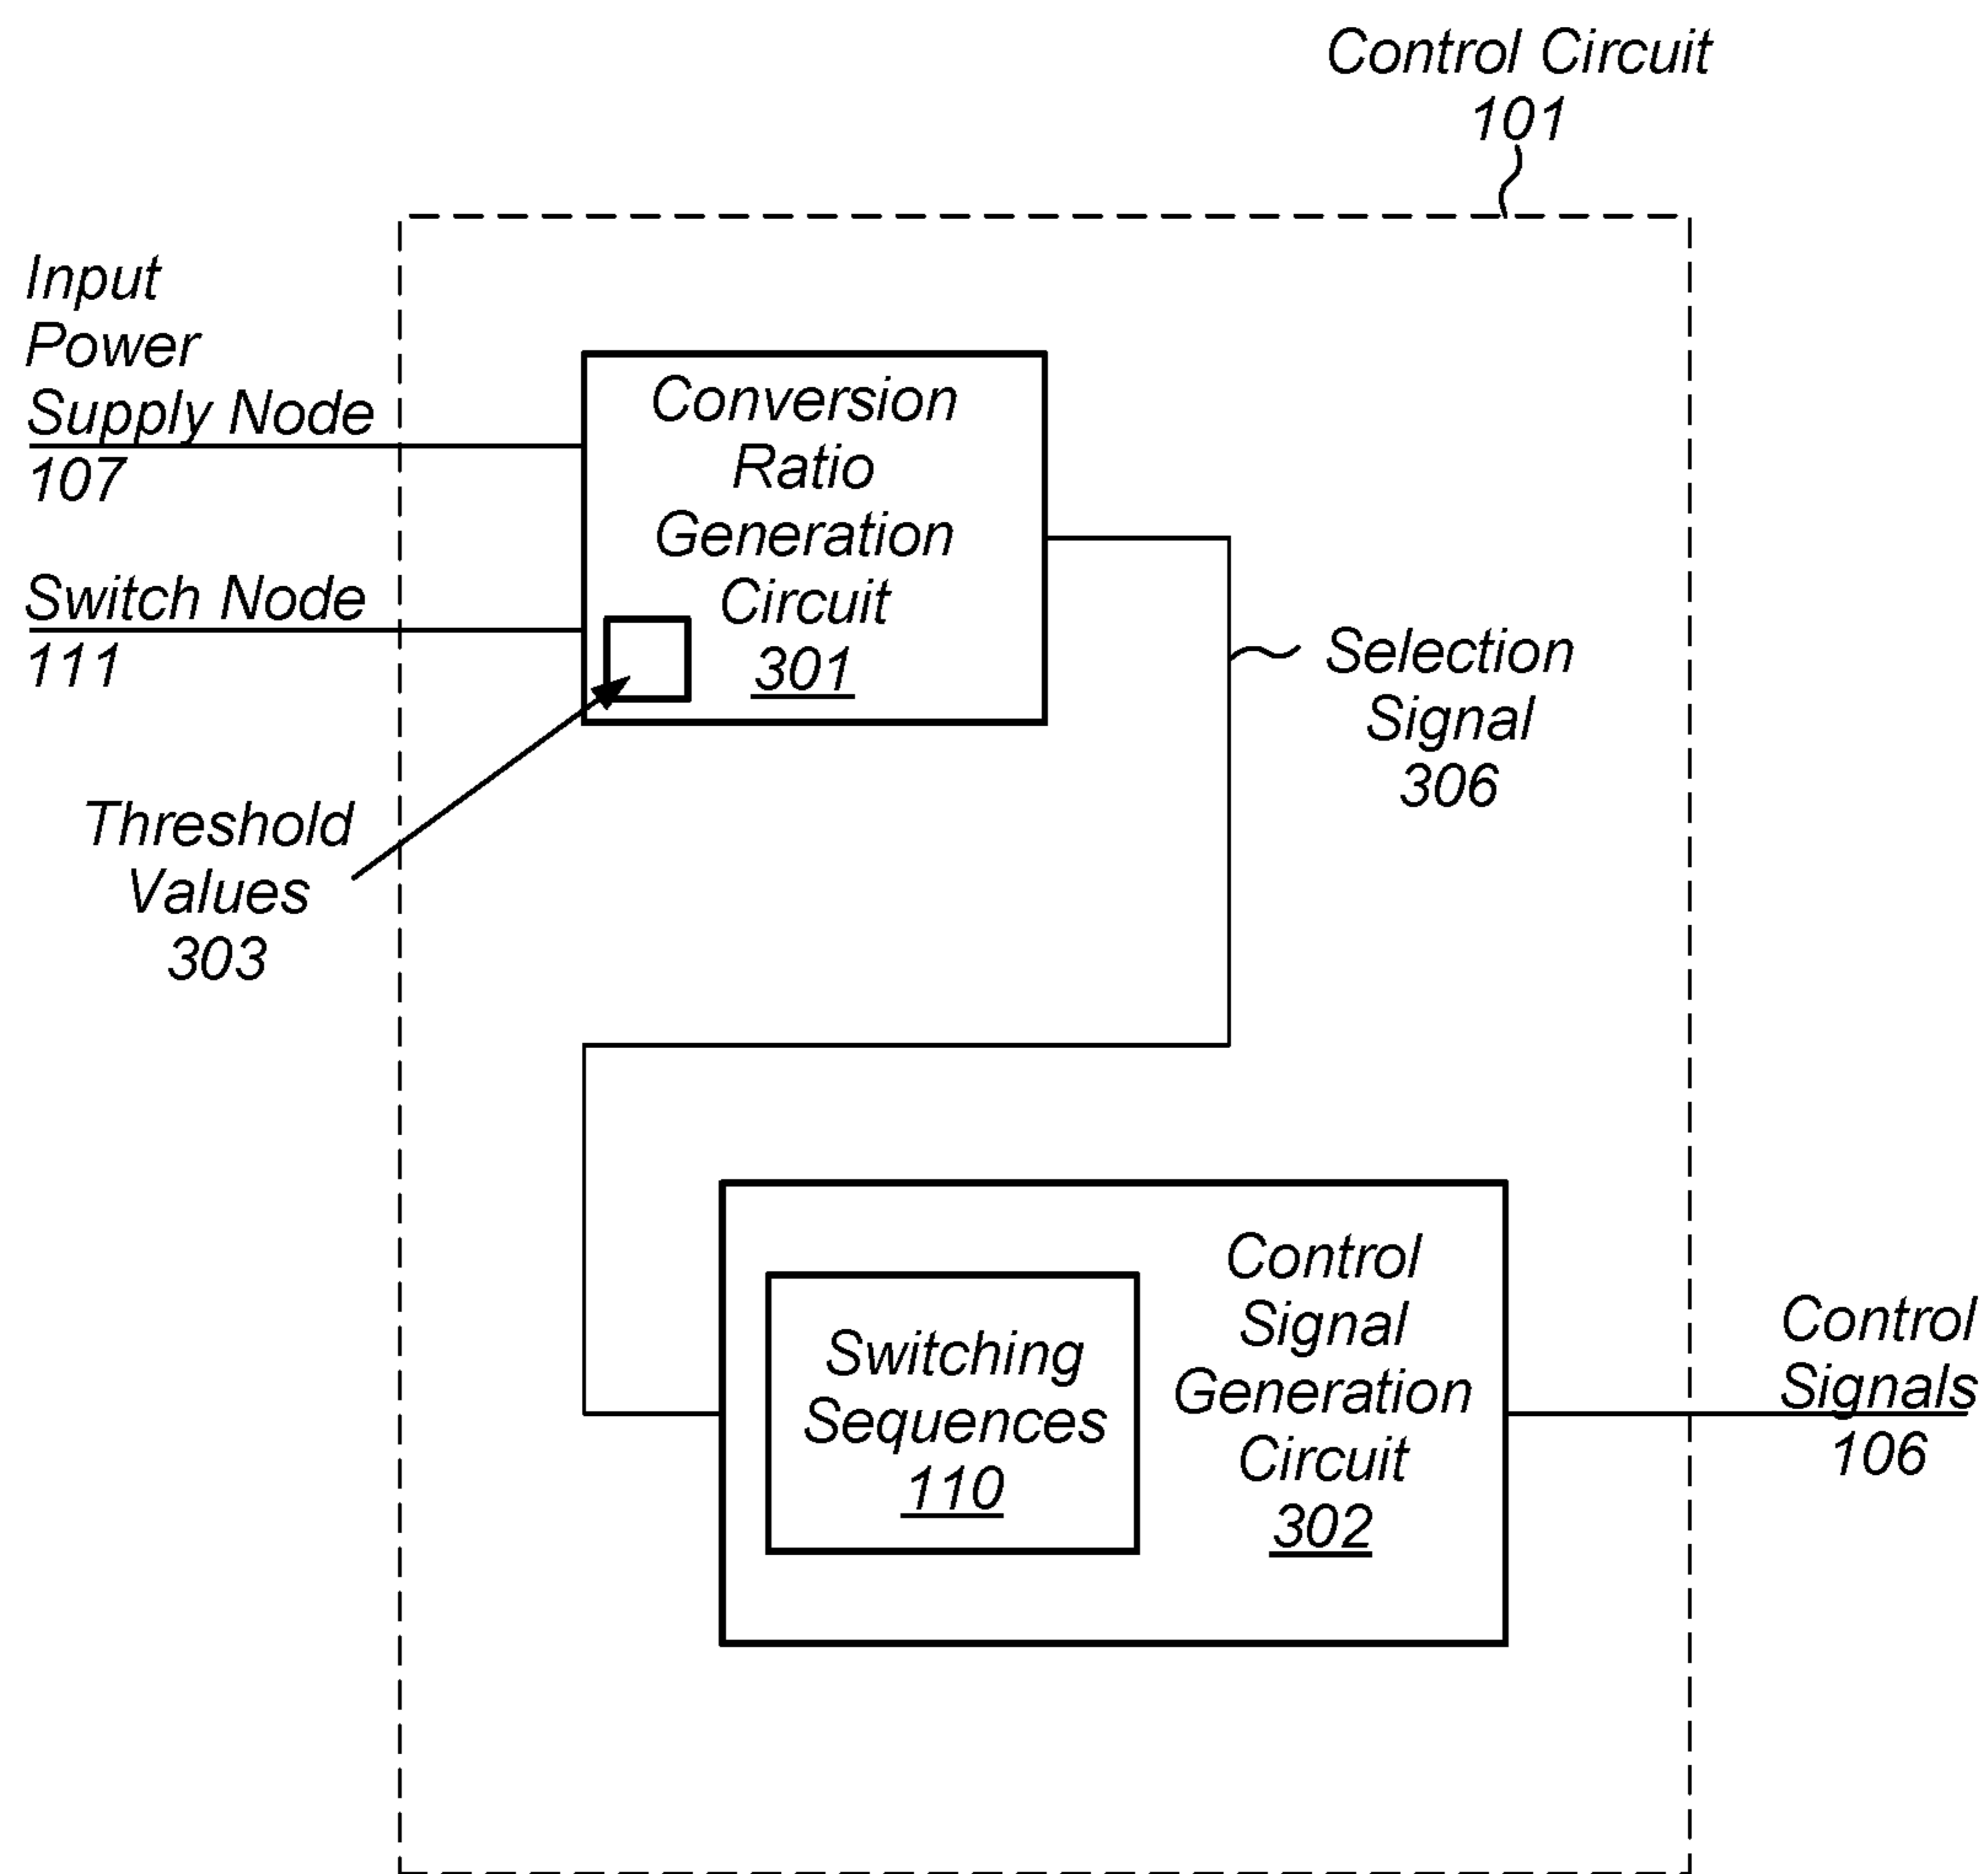 Control Circuit
101
Input
Power
Supply Node
107
Switch Node
111
Conversion
Ratio
Generation
Circuit
301
Threshold
Values
303
Selection
Signal
306
Switching
Sequences
110
Control
Signal
Generation
Circuit
302
Control
Signals
106